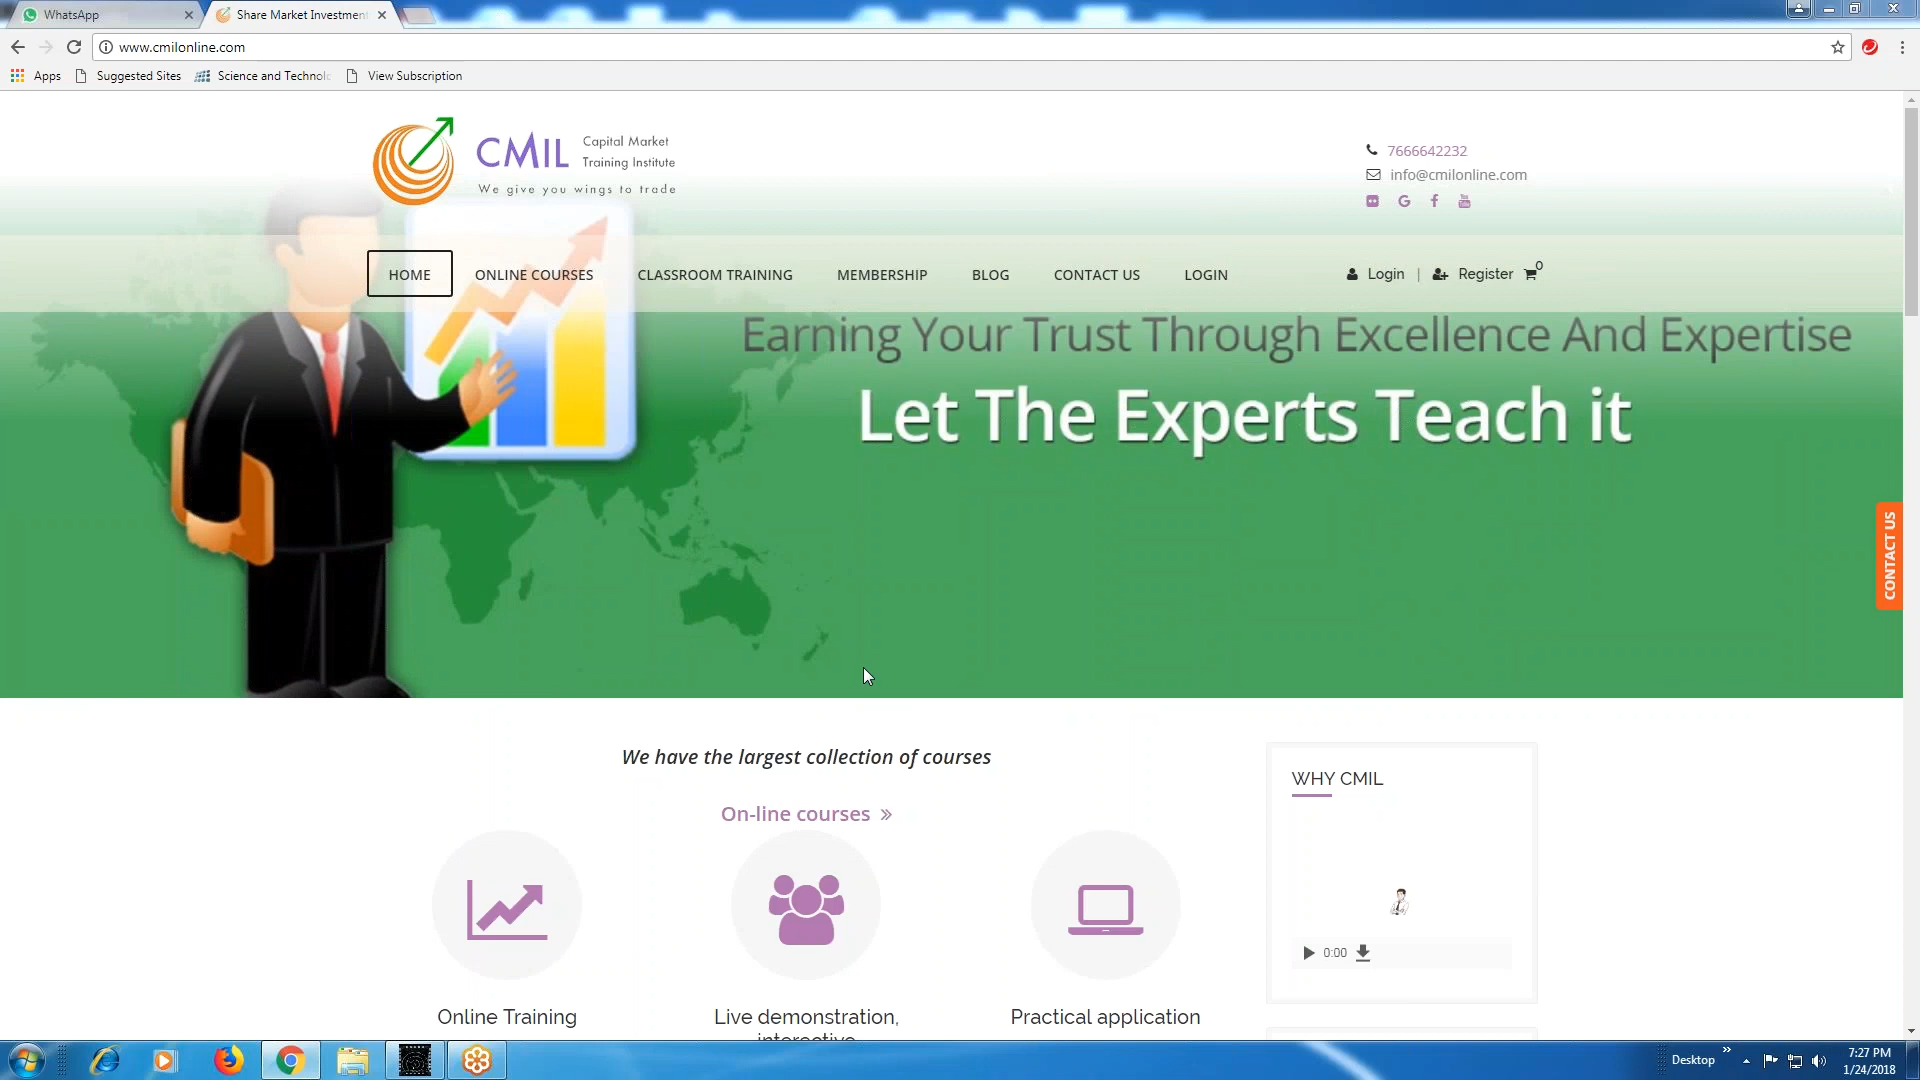 WhatsApp
Share Market Investmen
www.cmilonline.com
Apps Suggested Sites Science and Technolo View Subscription
CMIL Capital Market Training Institute
We give you wings to trade
7666642232
info@cmilonline.com
HOME ONLINE COURSES CLASSROOM TRAINING MEMBERSHIP BLOG CONTACT US LOGIN Login | Register 0
Earning Your Trust Through Excellence And Expertise
Let The Experts Teach it
CONTACT US
We have the largest collection of courses
On-line courses »
WHY CMIL
0:00
Online Training
Live demonstration,
interactive
Practical application
Desktop
7:27 PM
1/24/2018